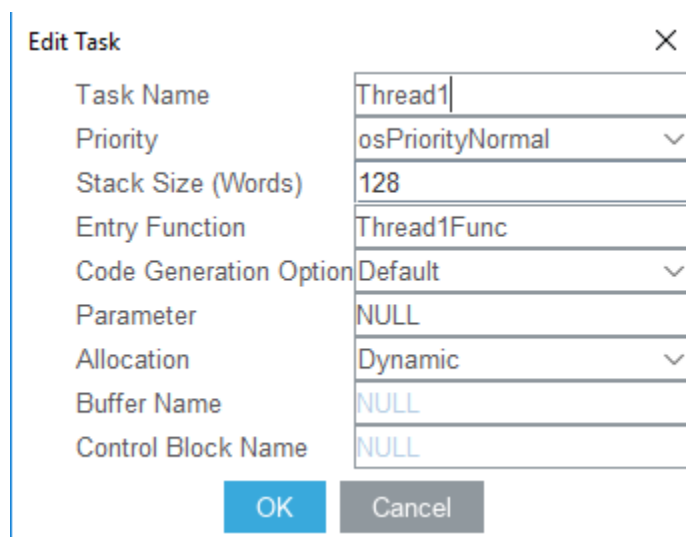 Edit Task
Task Name Thread1
Priority osPriorityNormal
Stack Size (Words) 128
Entry Function Thread1Func
Code Generation Option Default
Parameter NULL
Allocation Dynamic
Buffer Name NULL
Control Block Name NULL
OK Cancel